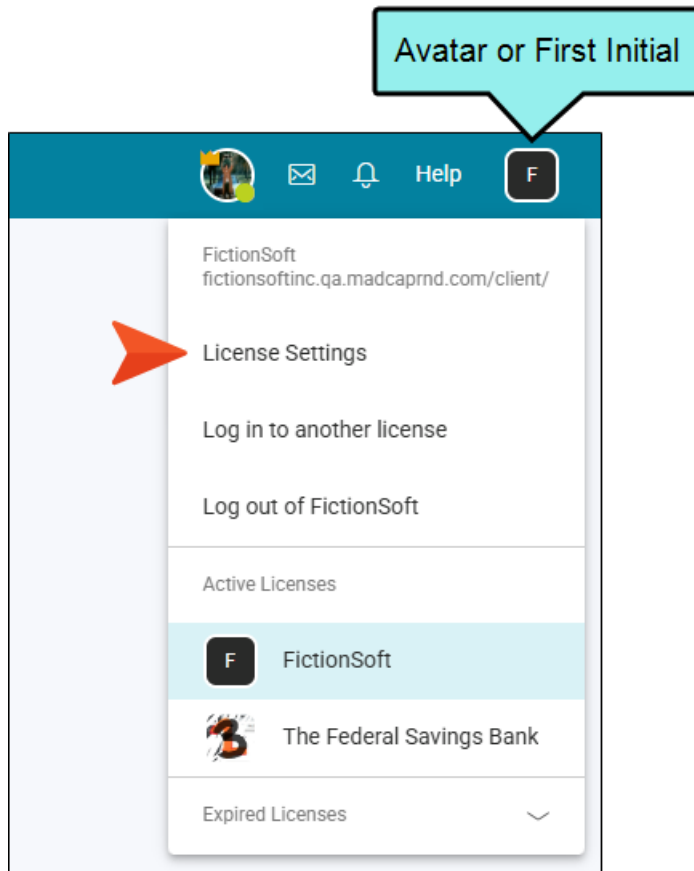 Avatar or First Initial
Help
F
FictionSoft
fictionsoftinc.qa.madcaprnd.com/client/
License Settings
Log in to another license
Log out of FictionSoft
Active Licenses
F FictionSoft
The Federal Savings Bank
Expired Licenses